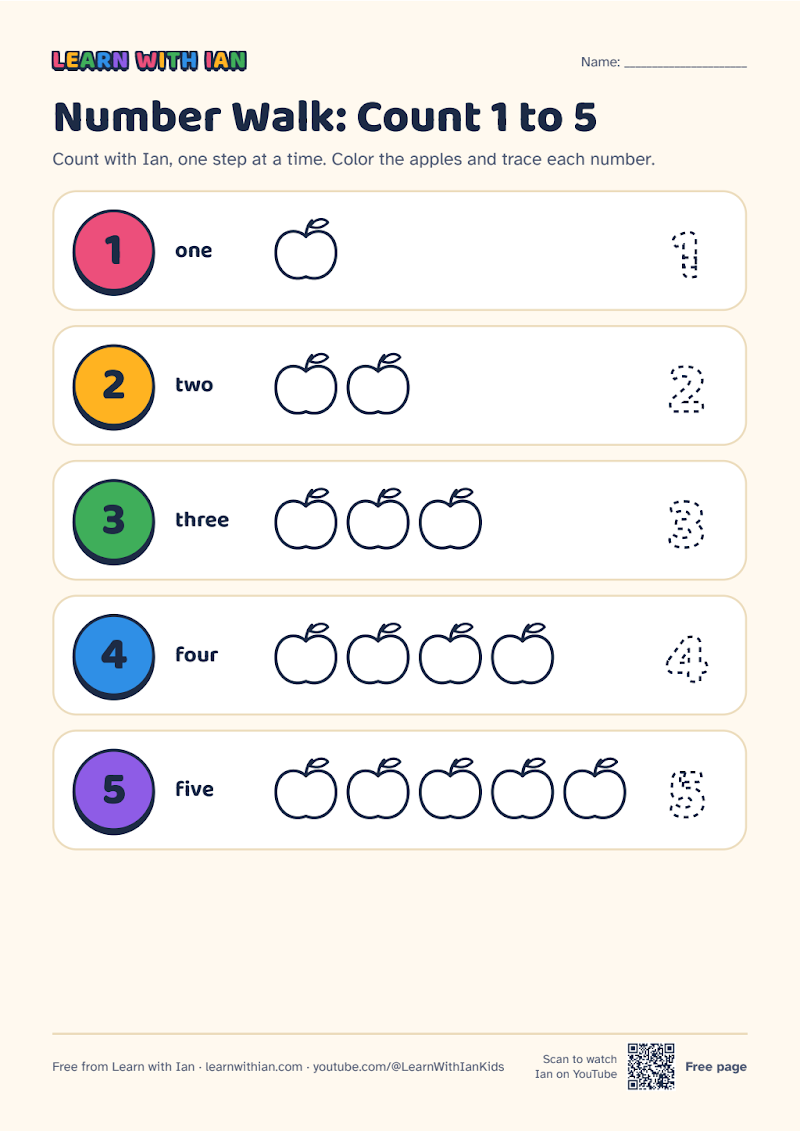 LEARN WITH IAN
Name: ____________________
Number Walk: Count 1 to 5
Count with Ian, one step at a time. Color the apples and trace each number.
1 one 1
2 two 2
3 three 3
4 four 4
5 five 5
Free from Learn with Ian · learnwithian.com · youtube.com/@LearnWithIanKids
Scan to watch
Ian on YouTube
Free page